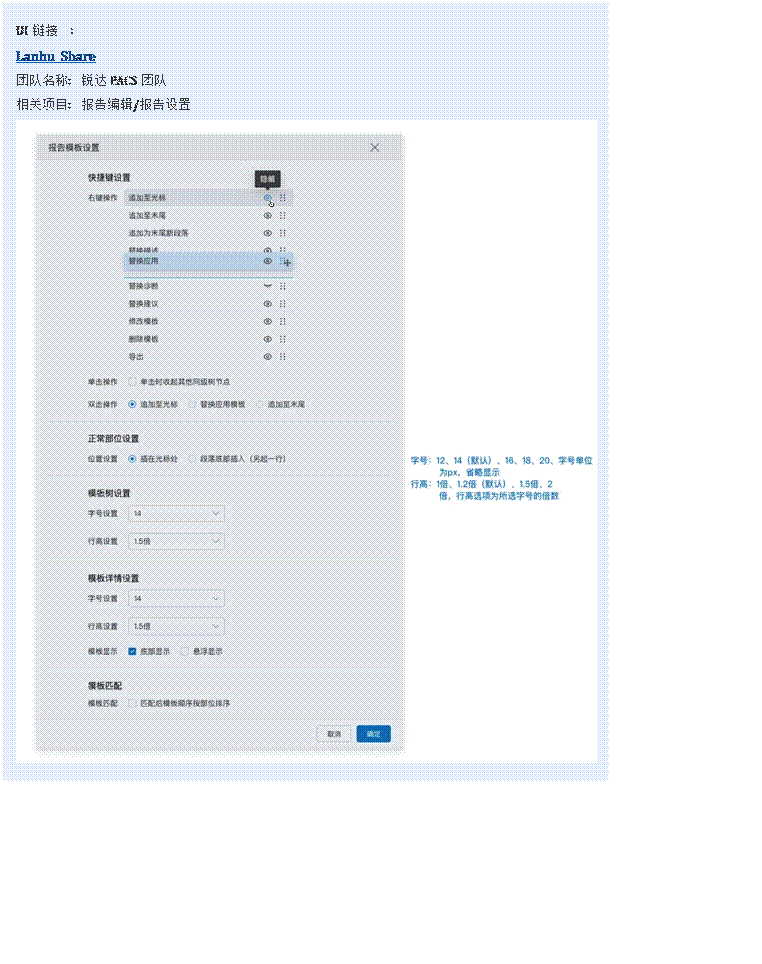 UI 链接 ：
Lanhu Share
团队名称：锐达 PACS 团队
相关项目：报告编辑/报告设置
报告模板设置
快捷键设置
隐藏
右键操作 追加至光标
追加至末尾
追加为末尾新段落
替换描述
替换应用
替换诊断
替换建议
修改模板
删除模板
导出
单击操作 单击时收起其他同级树节点
双击操作 追加至光标 替换应用模板 追加至末尾
正常部位设置
位置设置 插在光标处 段落底部插入（另起一行）
字号：12、14（默认）、16、18、20、字号单位
为px，省略显示
行高：1倍、1.2倍（默认）、1.5倍、2
倍，行高选项为所选字号的倍数
模板树设置
字号设置 14
行高设置 1.5倍
模板详情设置
字号设置 14
行高设置 1.5倍
模板显示 底部显示 悬浮显示
模板匹配
模板匹配 匹配后模板顺序按部位排序
取消 确定